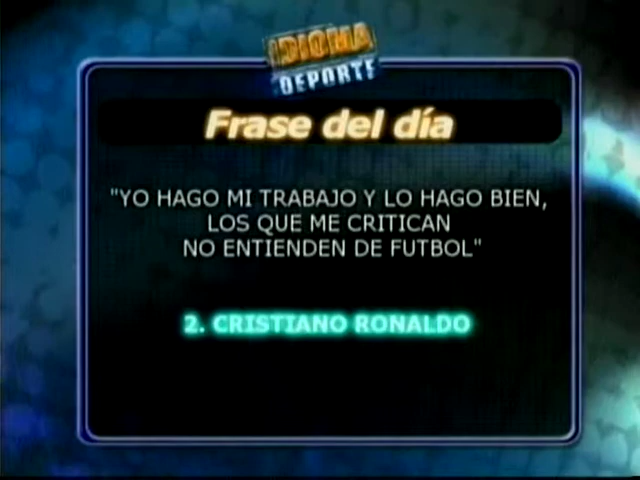 IDIOMA
DEPORTE
Frase del día
"YO HAGO MI TRABAJO Y LO HAGO BIEN,
LOS QUE ME CRITICAN
NO ENTIENDEN DE FUTBOL"
2. CRISTIANO RONALDO